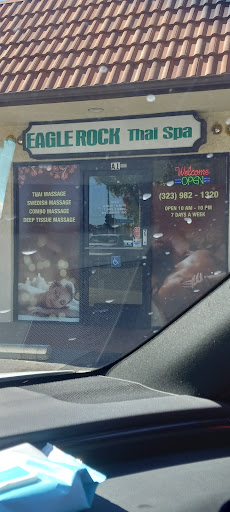 EAGLE ROCK Thai Spa
Welcome
OPEN
THAI MASSAGE
SWEDISH MASSAGE
COMBO MASSAGE
DEEP TISSUE MASSAGE
(323) 982 - 1320
OPEN 10 AM - 10 PM
7 DAYS A WEEK